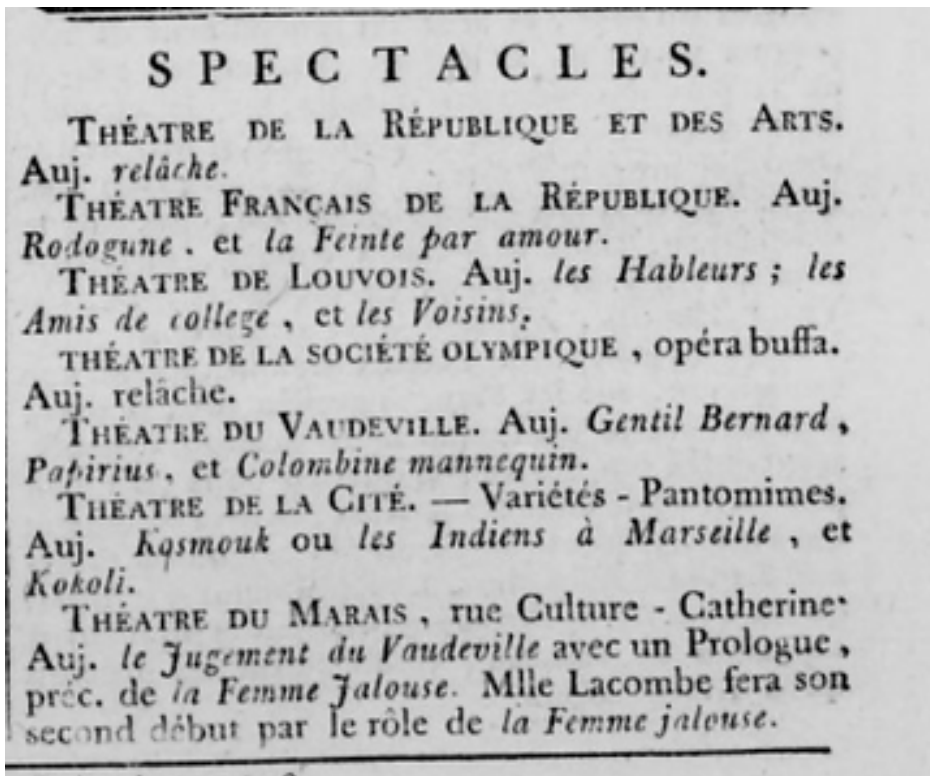 SPECTACLES.
THÉATRE DE LA RÉPUBLIQUE ET DES ARTS.
Auj. relâche.
THÉATRE FRANÇAIS DE LA RÉPUBLIQUE. Auj.
Rodogune. et la Feinte par amour.
THÉATRE DE LOUVOIS. Auj. les Hableurs ; les
Amis de college, et les Voisins.
THÉATRE DE LA SOCIÉTÉ OLYMPIQUE, opéra buffa.
Auj. relâche.
THÉATRE DU VAUDEVILLE. Auj. Gentil Bernard,
Papirius, et Colombine mannequin.
THÉATRE DE LA CITÉ. — Variétés - Pantomimes.
Auj. Kosmouk ou les Indiens à Marseille, et
Kokoli.
THÉATRE DU MARAIS, rue Culture - Catherine
Auj. le Jugement du Vaudeville avec un Prologue,
préc. de la Femme Jalouse. Mlle Lacombe fera son
second début par le rôle de la Femme jalouse.